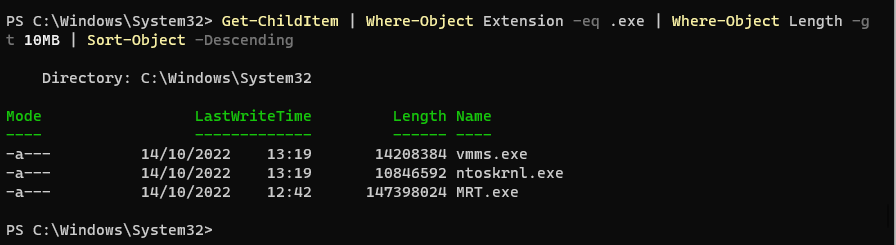 PS C:\Windows\System32> Get-ChildItem | Where-Object Extension -eq .exe | Where-Object Length -g
t 10MB | Sort-Object -Descending
    Directory: C:\Windows\System32
Mode                 LastWriteTime         Length Name
----                 -------------         ------ ----
-a---          14/10/2022    13:19       14208384 vmms.exe
-a---          14/10/2022    13:19       10846592 ntoskrnl.exe
-a---          14/10/2022    12:42      147398024 MRT.exe
PS C:\Windows\System32>